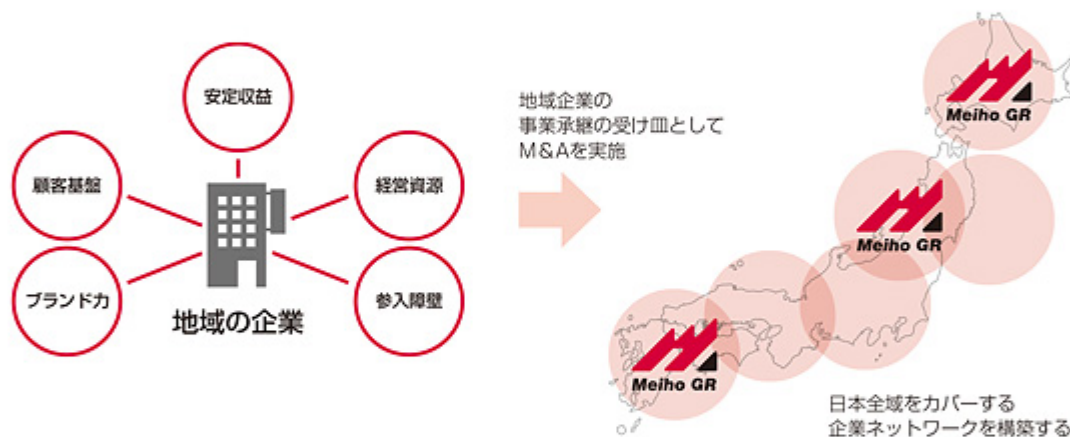 安定収益
顧客基盤
経営資源
ブランド力
参入障壁
地域の企業
地域企業の
事業承継の受け皿として
M&Aを実施
Meiho GR
Meiho GR
Meiho GR
日本全域をカバーする
企業ネットワークを構築する